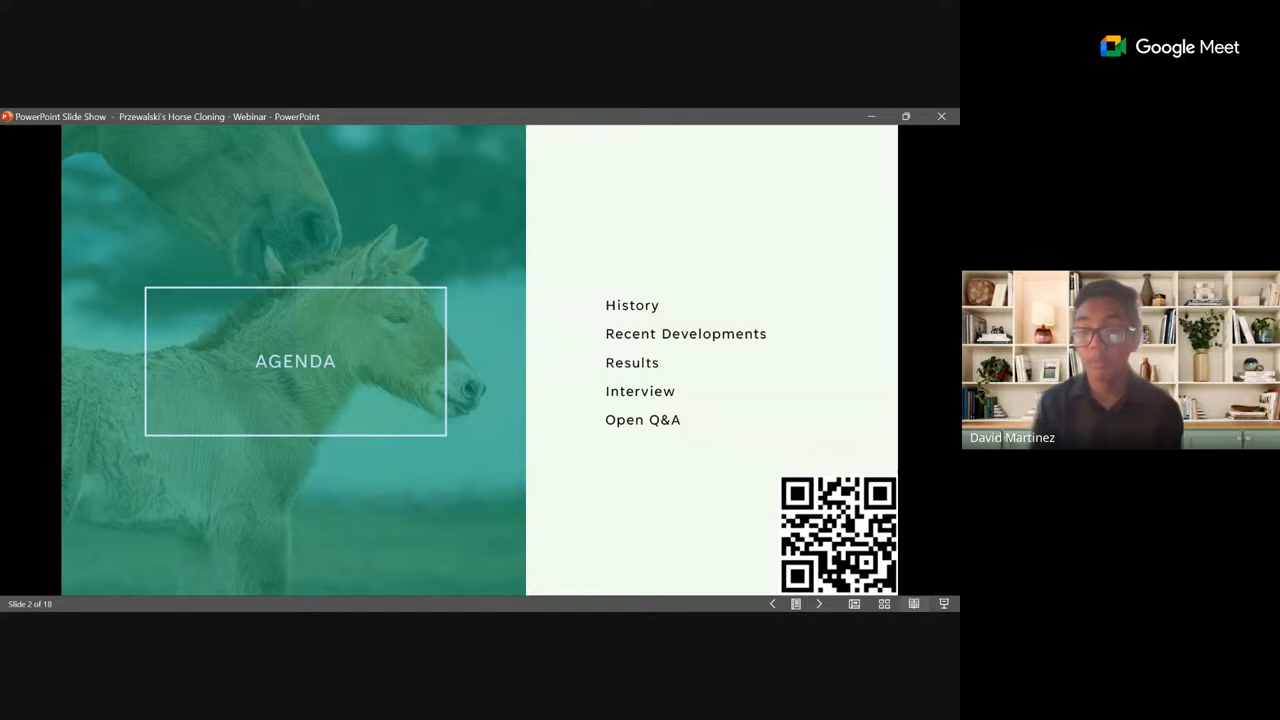 Google Meet
PowerPoint Slide Show - Przewalski's Horse Cloning - Webinar - PowerPoint
AGENDA
History
Recent Developments
Results
Interview
Open Q&A
David Martinez
Slide 2 of 18